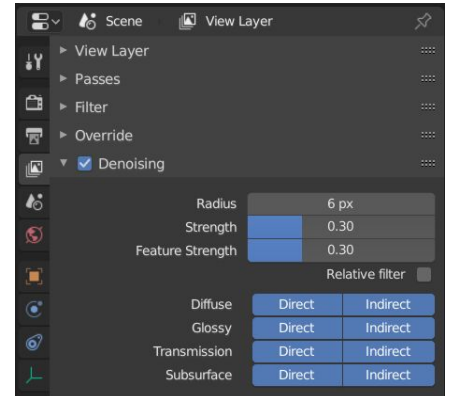 Scene View Layer
View Layer
Passes
Filter
Override
Denoising
Radius 6 px
Strength 0.30
Feature Strength 0.30
Relative filter
Diffuse Direct Indirect
Glossy Direct Indirect
Transmission Direct Indirect
Subsurface Direct Indirect